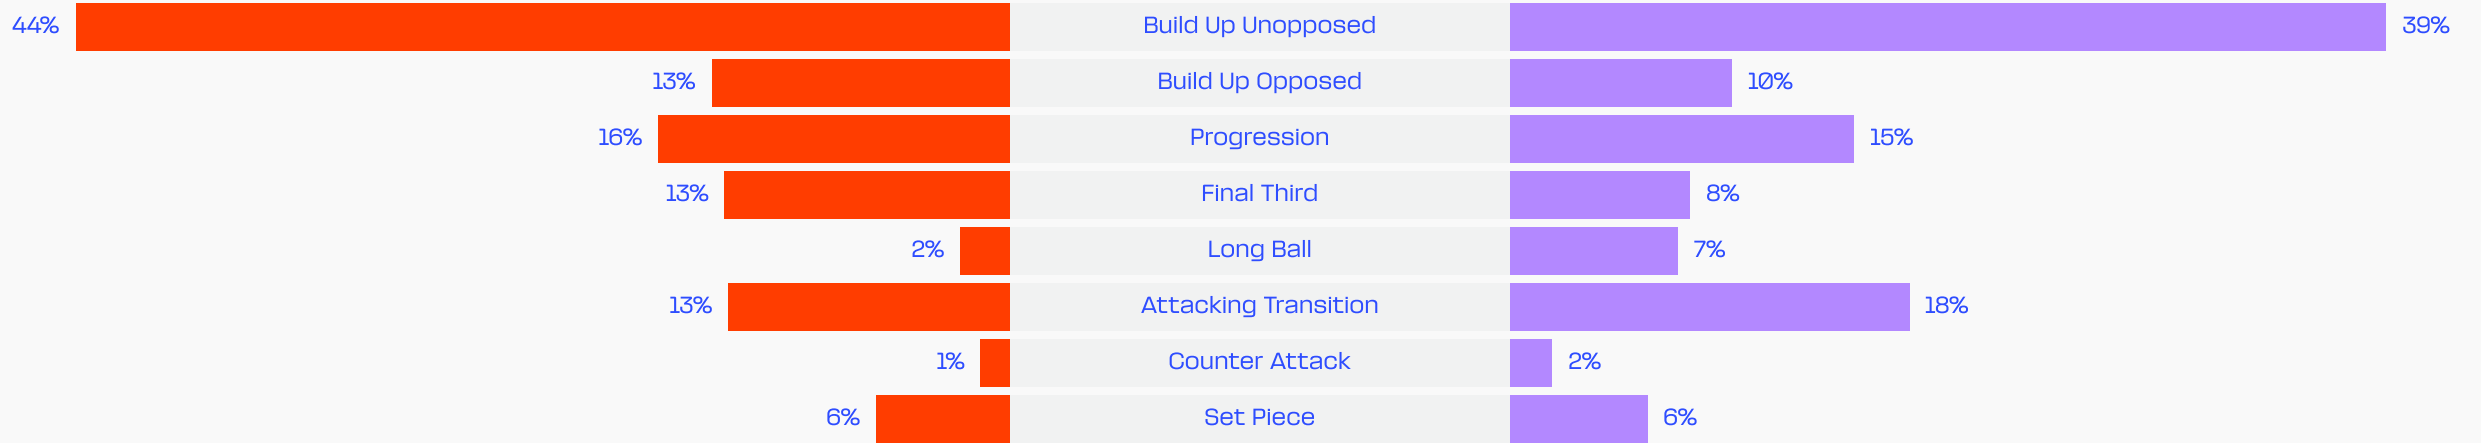 44% Build Up Unopposed 39%
13% Build Up Opposed 10%
16% Progression 15%
13% Final Third 8%
2% Long Ball 7%
13% Attacking Transition 18%
1% Counter Attack 2%
6% Set Piece 6%